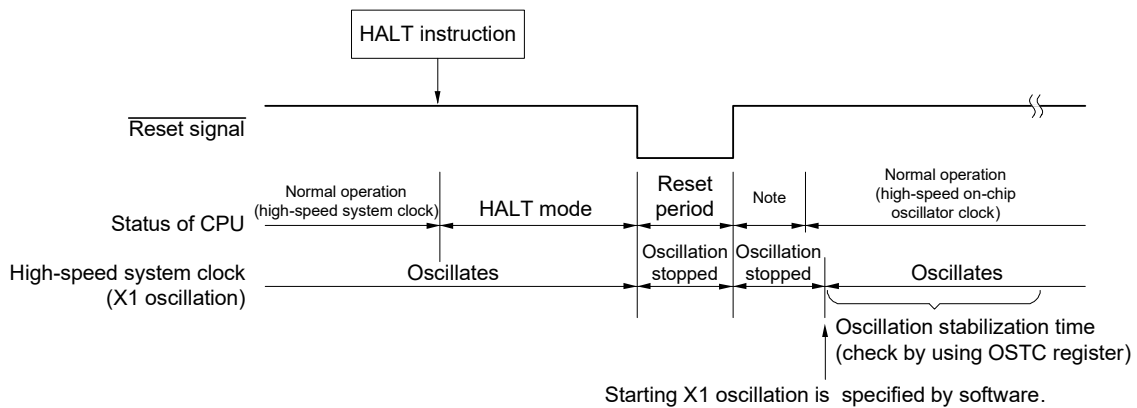 HALT instruction
Reset signal
Status of CPU
Normal operation
(high-speed system clock)
HALT mode
Reset
period
Note
Normal operation
(high-speed on-chip
oscillator clock)
High-speed system clock
(X1 oscillation)
Oscillates
Oscillation
stopped
Oscillation
stopped
Oscillates
Oscillation stabilization time
(check by using OSTC register)
Starting X1 oscillation is specified by software.